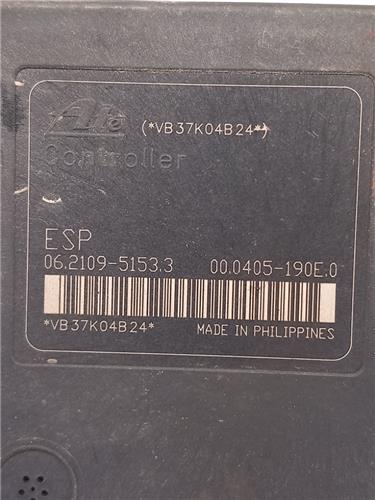 Ate (*VB37K04B24*)
Controller
ESP
06.2109-5153.3 00.0405-190E.0
*VB37K04B24* MADE IN PHILIPPINES